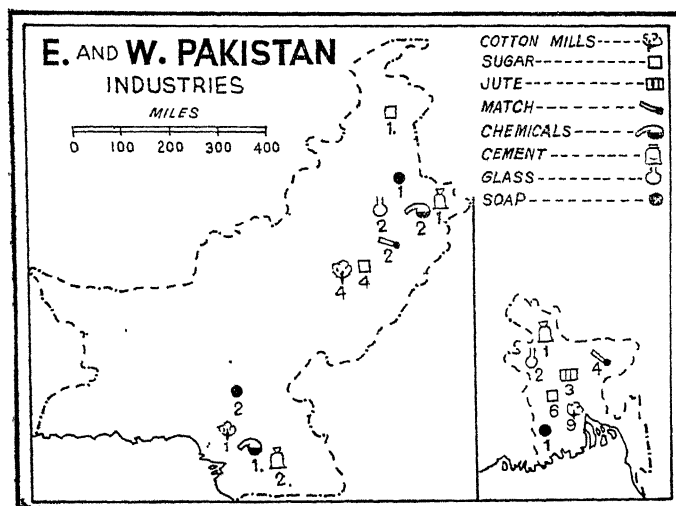 E. AND W. PAKISTAN
INDUSTRIES
MILES
0 100 200 300 400
COTTON MILLS
SUGAR
JUTE
MATCH
CHEMICALS
CEMENT
GLASS
SOAP
1.
1
2
2
1.
2
4
4
2
1
1.
2.
1
2
4
3
6
9
1